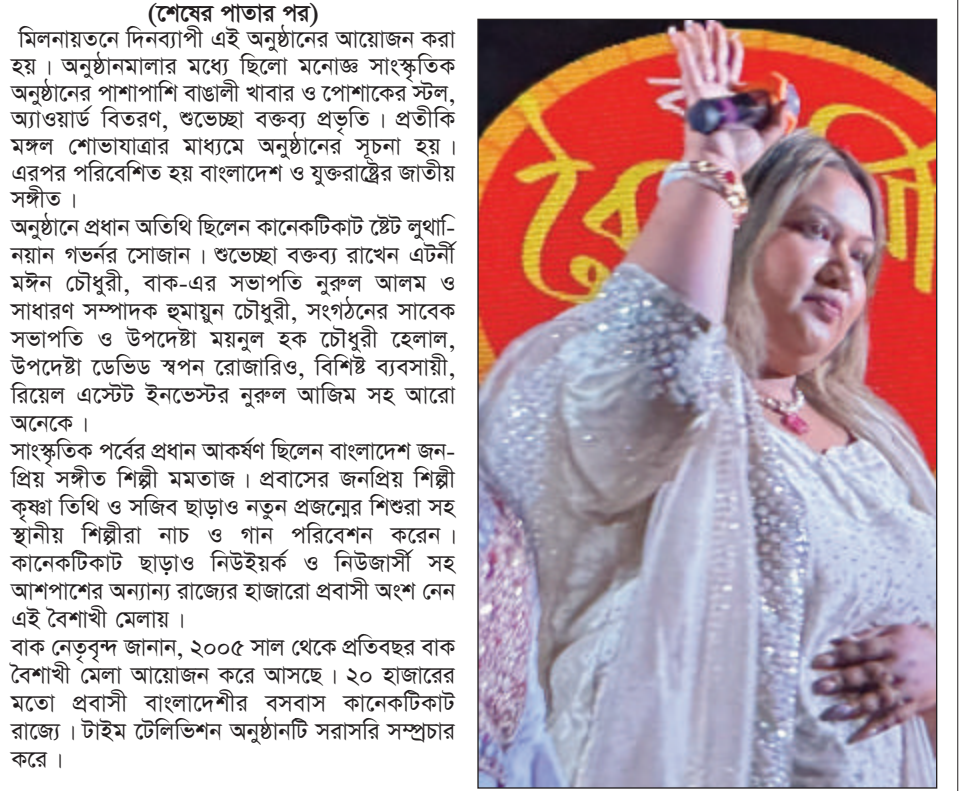 (শেষের পাতার পর)
মিলনায়তনে দিনব্যাপী এই অনুষ্ঠানের আয়োজন করা
হয়। অনুষ্ঠানমালার মধ্যে ছিলো মনোজ্ঞ সাংস্কৃতিক
অনুষ্ঠানের পাশাপাশি বাঙালী খাবার ও পোশাকের স্টল,
অ্যাওয়ার্ড বিতরণ, শুভেচ্ছা বক্তব্য প্রভৃতি। প্রতীকি
মঙ্গল শোভাযাত্রার মাধ্যমে অনুষ্ঠানের সূচনা হয়।
এরপর পরিবেশিত হয় বাংলাদেশ ও যুক্তরাষ্ট্রের জাতীয়
সঙ্গীত।
অনুষ্ঠানে প্রধান অতিথি ছিলেন কানেকটিকাট ষ্টেট লুথানি-
নয়ান গভর্নর সোজান। শুভেচ্ছা বক্তব্য রাখেন এটর্নী
মঈন চৌধুরী, বাক-এর সভাপতি নুরুল আলম ও
সাধারণ সম্পাদক হুমায়ুন চৌধুরী, সংগঠনের সাবেক
সভাপতি ও উপদেষ্টা ময়নুল হক চৌধুরী হেলাল,
উপদেষ্টা ডেভিড স্বপন রোজারিও, বিশিষ্ট ব্যবসায়ী,
রিয়েল এস্টেট ইনভেস্টর নুরুল আজিম সহ আরো
অনেকে।
সাংস্কৃতিক পর্বের প্রধান আকর্ষণ ছিলেন বাংলাদেশ জন-
প্রিয় সঙ্গীত শিল্পী মমতাজ। প্রবাসের জনপ্রিয় শিল্পী
কৃষ্ণা তিথি ও সজিব ছাড়াও নতুন প্রজন্মের শিশুরা সহ
স্থানীয় শিল্পীরা নাচ ও গান পরিবেশন করেন।
কানেকটিকাট ছাড়াও নিউইয়র্ক ও নিউজার্সী সহ
আশপাশের অন্যান্য রাজ্যের হাজারো প্রবাসী অংশ নেন
এই বৈশাখী মেলায়।
বাক নেতৃবৃন্দ জানান, ২০০৫ সাল থেকে প্রতিবছর বাক
বৈশাখী মেলা আয়োজন করে আসছে। ২০ হাজারের
মতো প্রবাসী বাংলাদেশীর বসবাস কানেকটিকাট
রাজ্যে। টাইম টেলিভিশন অনুষ্ঠানটি সরাসরি সম্প্রচার
করে।